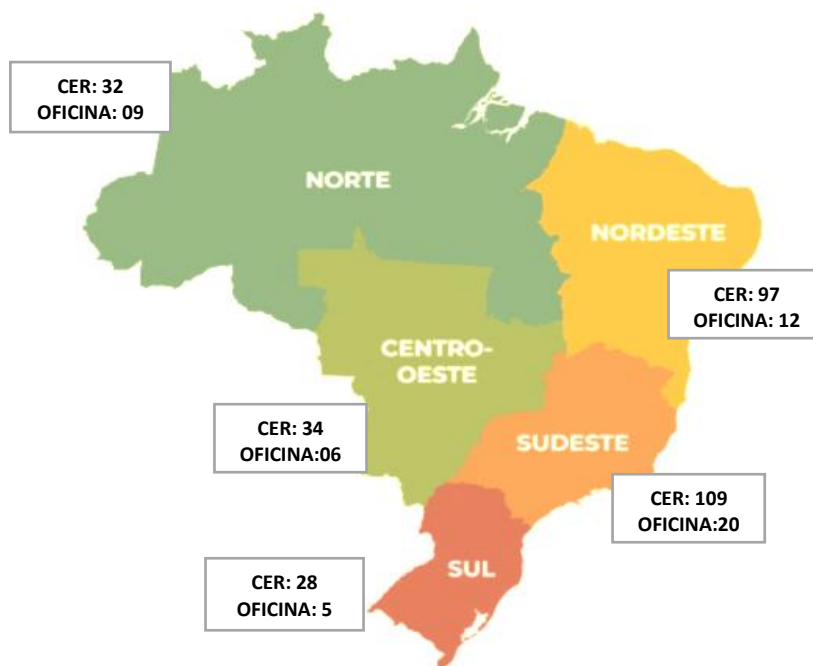 CER: 32
OFICINA: 09
NORTE
NORDESTE
CER: 97
OFICINA: 12
CENTRO-
OESTE
CER: 34
OFICINA:06
SUDESTE
CER: 109
OFICINA:20
SUL
CER: 28
OFICINA: 5